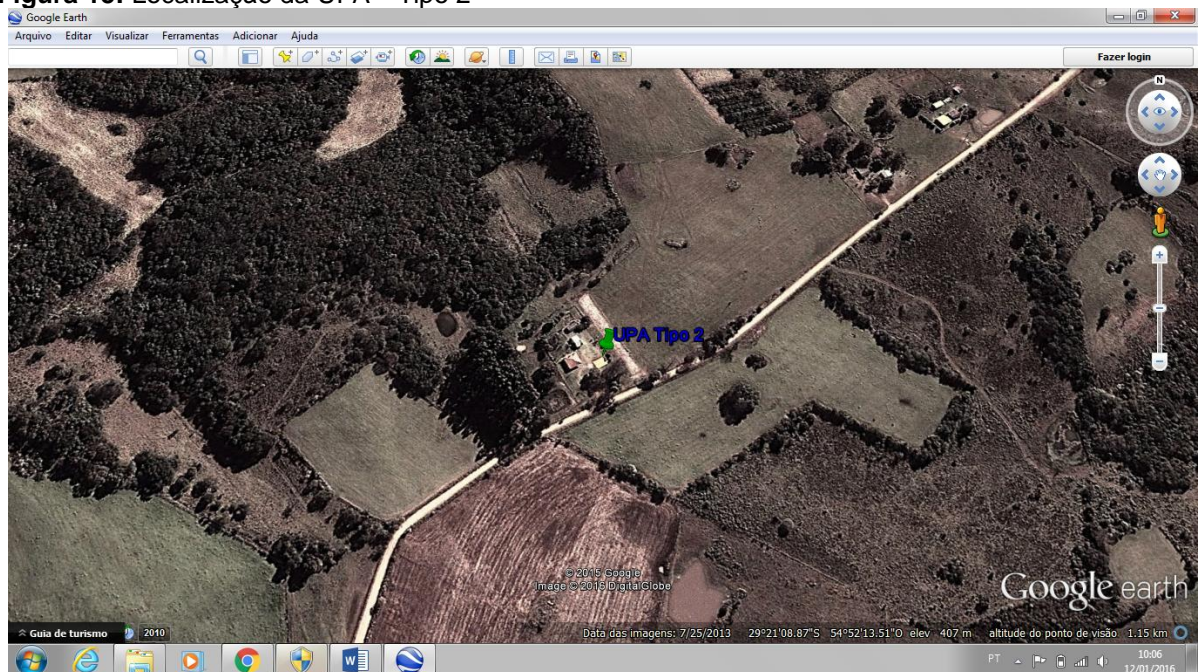 Figura 13: Localização da UPA – Tipo 2
Google Earth
Arquivo Editar Visualizar Ferramentas Adicionar Ajuda
Fazer login
N
UPA Tipo 2
© 2015 Google
Image © 2016 DigitalGlobe
Google earth
Guia de turismo 2010
Data das imagens: 7/25/2013 29°21'08.87"S 54°52'13.51"O elev 407 m altitude do ponto de visão 1.15 km
PT 10:06
12/01/2016